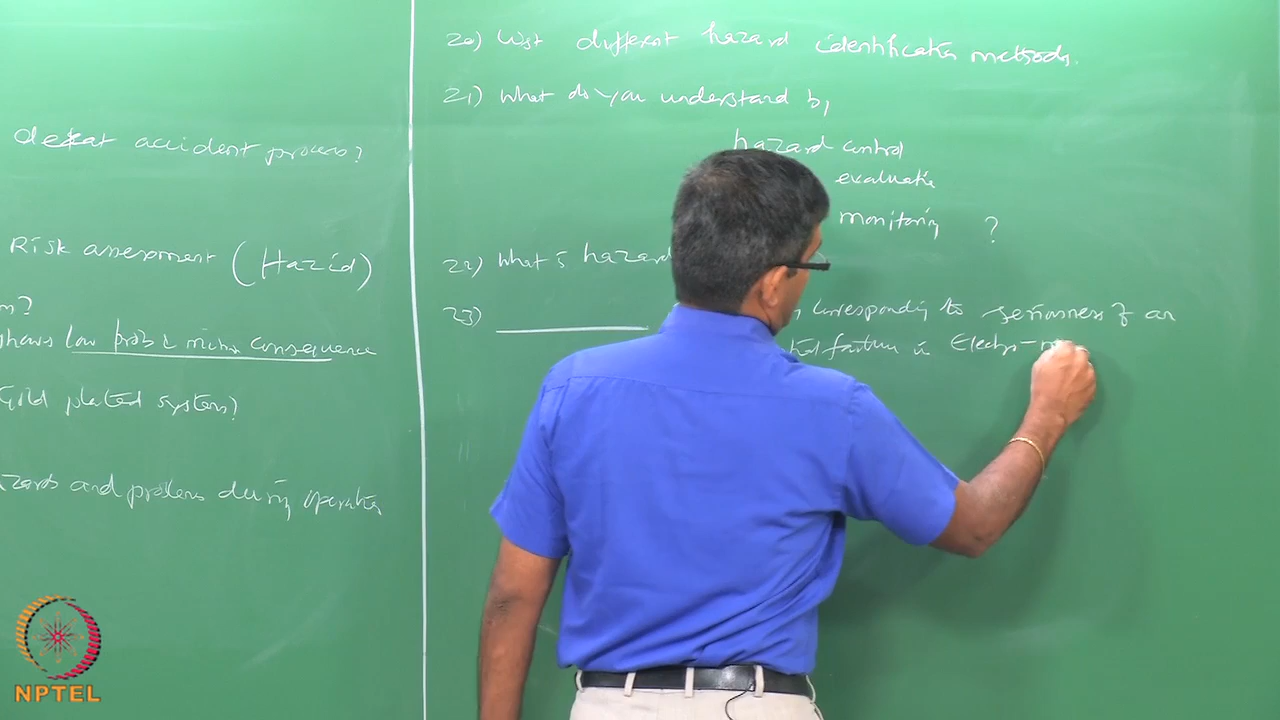 defeat accident process?
Risk assessment (Hazid)
shows low prob & minor consequence
Gold plated system?
and problems during operation
20) List different hazard identification methods.
21) What do you understand by
hazard control
evaluation
monitoring ?
22) What is hazard
23) ________ corresponding to seriousness of an
failure in Electro-
NPTEL